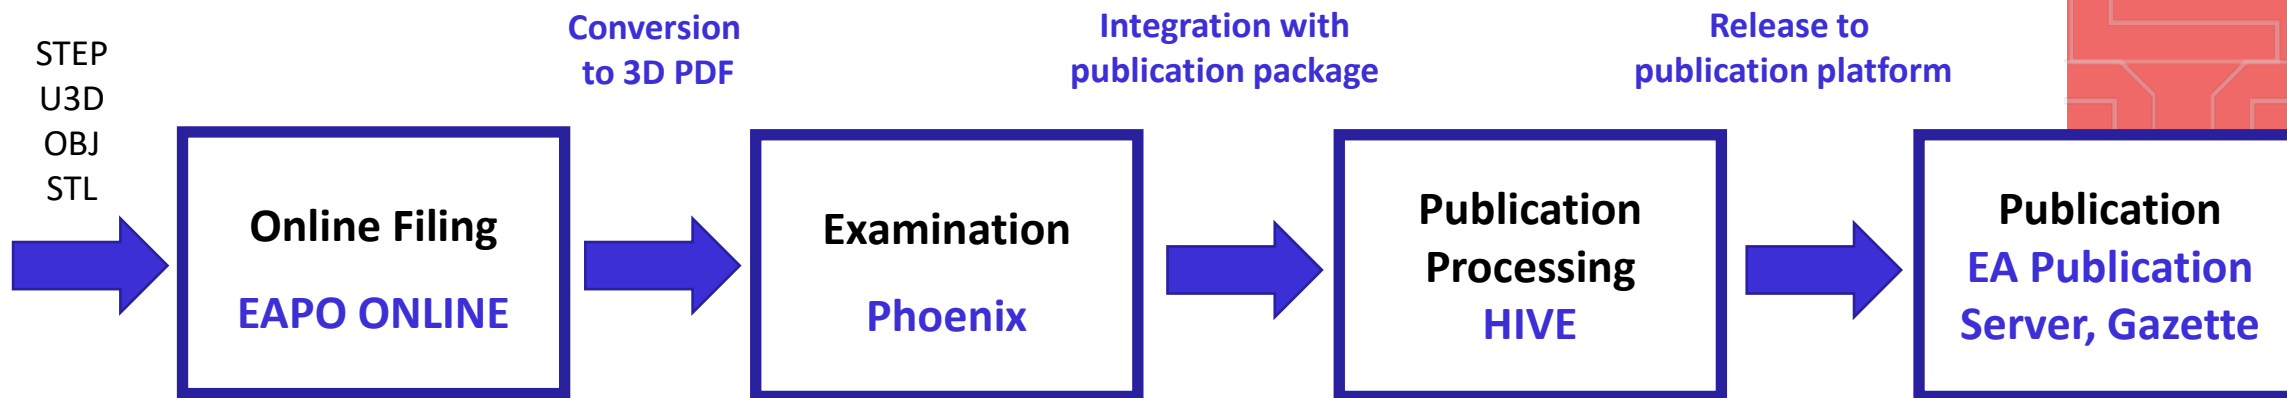 STEP
U3D
OBJ
STL
Online Filing
EAPO ONLINE
Conversion
to 3D PDF
Examination
Phoenix
Integration with
publication package
Publication
Processing
HIVE
Release to
publication platform
Publication
EA Publication
Server, Gazette